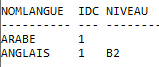 NOMLANGUE  IDC NIVEAU
---------- --- --------
ARABE      1
ANGLAIS    1   B2